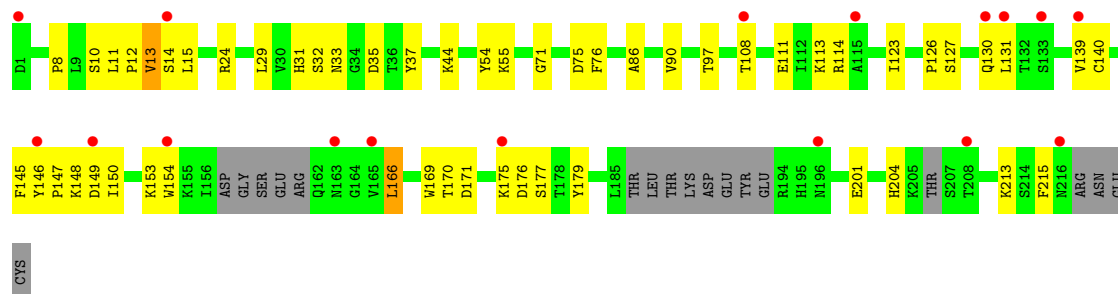 D1 P8 L9 S10 L11 P12 V13 S14 L15 R24 L29 V30 H31 S32 N33 G34 D35 T36 Y37 K44 Y54 K55 G71 D75 F76 A86 V90 T97 T108 E111 I112 K113 R114 A115 I123 P126 S127 Q130 L131 T132 S133 V139 C140
F145 Y146 P147 K148 D149 I150 K153 W154 K155 I156 ASP GLY SER GLU ARG Q162 N163 G164 V165 L166 W169 T170 D171 K175 D176 S177 T178 Y179 L185 THR LEU THR LYS ASP GLU TYR GLU R194 H195 N196 E201 H204 K205 THR S207 T208 K213 S214 F215 N216 ARG ASN
CYS